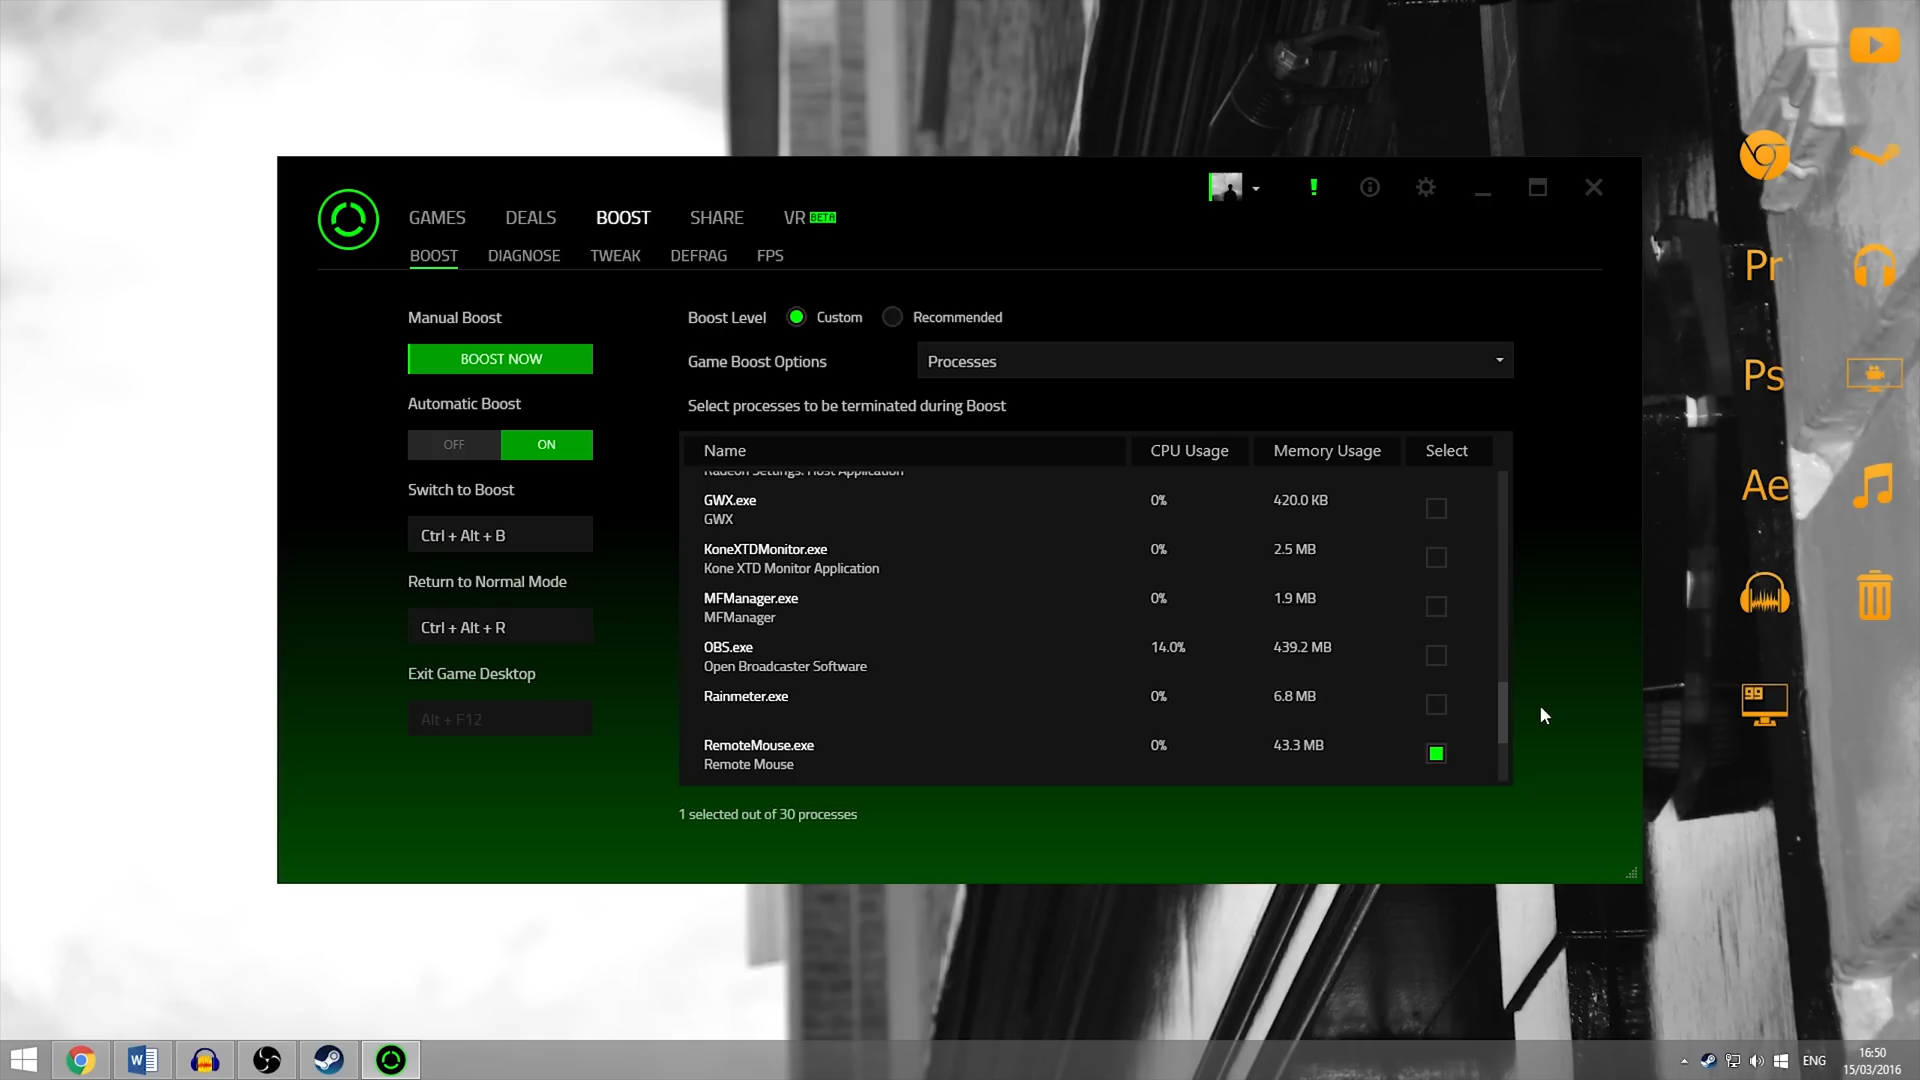 GAMES DEALS BOOST SHARE VR BETA
BOOST DIAGNOSE TWEAK DEFRAG FPS
Manual Boost
BOOST NOW
Automatic Boost
OFF ON
Switch to Boost
Ctrl + Alt + B
Return to Normal Mode
Ctrl + Alt + R
Exit Game Desktop
Alt + F12
Boost Level Custom Recommended
Game Boost Options Processes
Select processes to be terminated during Boost
Name CPU Usage Memory Usage Select
Radeon Settings: Host Application
GWX.exe 0% 420.0 KB
GWX
KoneXTDMonitor.exe 0% 2.5 MB
Kone XTD Monitor Application
MFManager.exe 0% 1.9 MB
MFManager
OBS.exe 14.0% 439.2 MB
Open Broadcaster Software
Rainmeter.exe 0% 6.8 MB
RemoteMouse.exe 0% 43.3 MB
Remote Mouse
1 selected out of 30 processes
Pr
Ps
Ae
99
W
ENG
16:50
15/03/2016